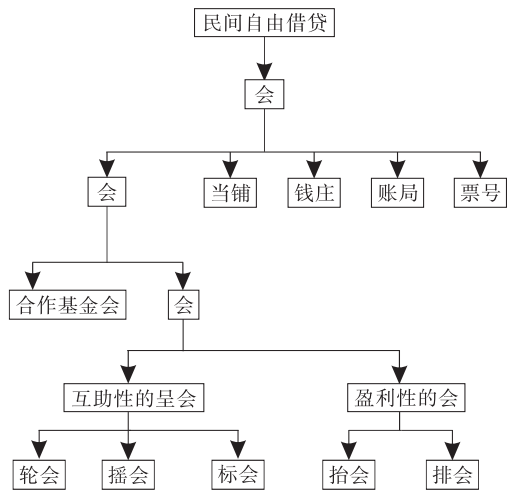 民间自由借贷
会
会
当铺
钱庄
账局
票号
合作基金会
会
互助性的呈会
盈利性的会
轮会
摇会
标会
抬会
排会